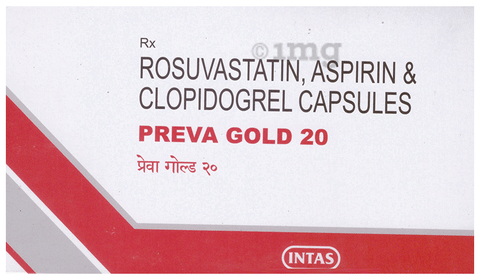 Rx
©1mg
ROSUVASTATIN, ASPIRIN &
CLOPIDOGREL CAPSULES
PREVA GOLD 20
प्रेवा गोल्ड २०
INTAS